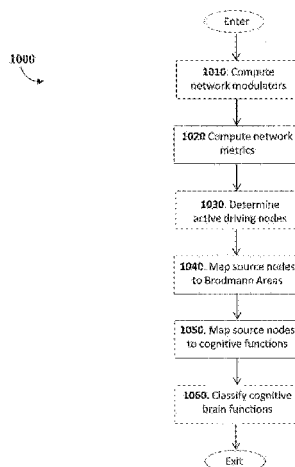 Enter
1000
1010. Compute
network modulators
1020 Compute network
metrics
1030. Determine
active driving nodes
1040. Map source nodes
to Brodmann Areas
1050. Map source nodes
to cognitive functions
1060. Classify cognitive
brain functions
Exit